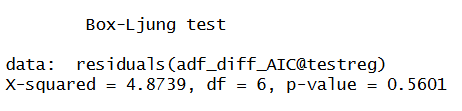 Box-Ljung test
data:  residuals(adf_diff_AIC@testreg)
X-squared = 4.8739, df = 6, p-value = 0.5601